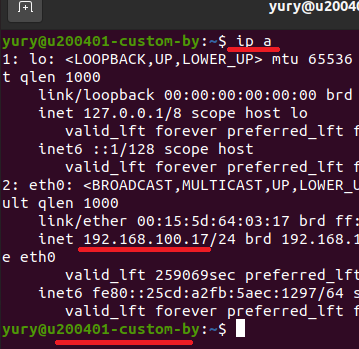 yury@u200401-custom-by:~$ ip a
1: lo: <LOOPBACK,UP,LOWER_UP> mtu 65536
t qlen 1000
link/loopback 00:00:00:00:00:00 brd
inet 127.0.0.1/8 scope host lo
valid_lft forever preferred_lft f
inet6 ::1/128 scope host
valid_lft forever preferred_lft f
2: eth0: <BROADCAST,MULTICAST,UP,LOWER_U
ult qlen 1000
link/ether 00:15:5d:64:03:17 brd ff:
inet 192.168.100.17/24 brd 192.168.1
e eth0
valid_lft 259069sec preferred_lft
inet6 fe80::25cd:a2fb:5aec:1297/64 s
valid_lft forever preferred_lft f
yury@u200401-custom-by:~$